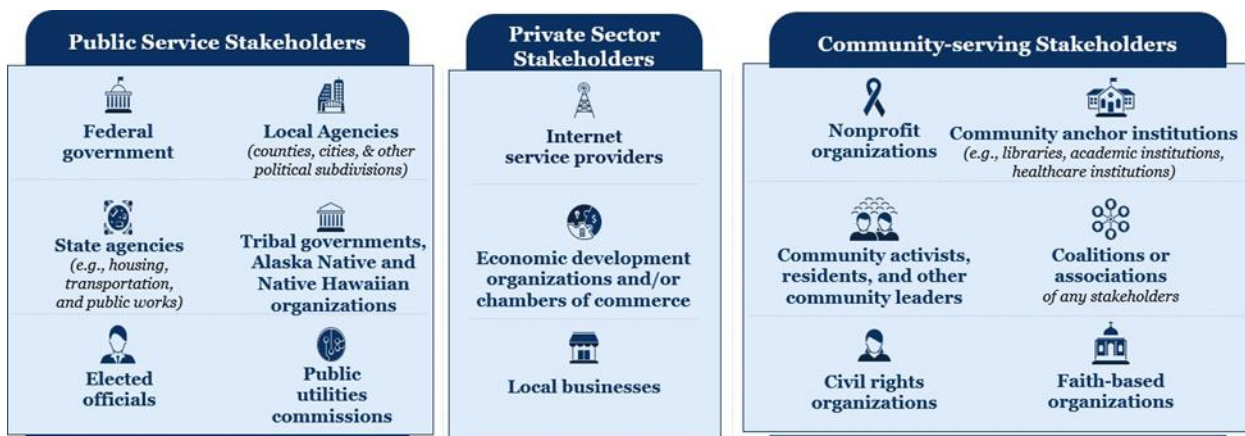 Public Service Stakeholders
Federal
government
Local Agencies
(counties, cities, & other
political subdivisions)
State agencies
(e.g., housing,
transportation,
and public works)
Tribal governments,
Alaska Native and
Native Hawaiian
organizations
Elected
officials
Public
utilities
commissions
Private Sector
Stakeholders
Internet
service providers
Economic development
organizations and/or
chambers of commerce
Local businesses
Community-serving Stakeholders
Nonprofit
organizations
Community anchor institutions
(e.g., libraries, academic institutions,
healthcare institutions)
Community activists,
residents, and other
community leaders
Coalitions or
associations
of any stakeholders
Civil rights
organizations
Faith-based
organizations